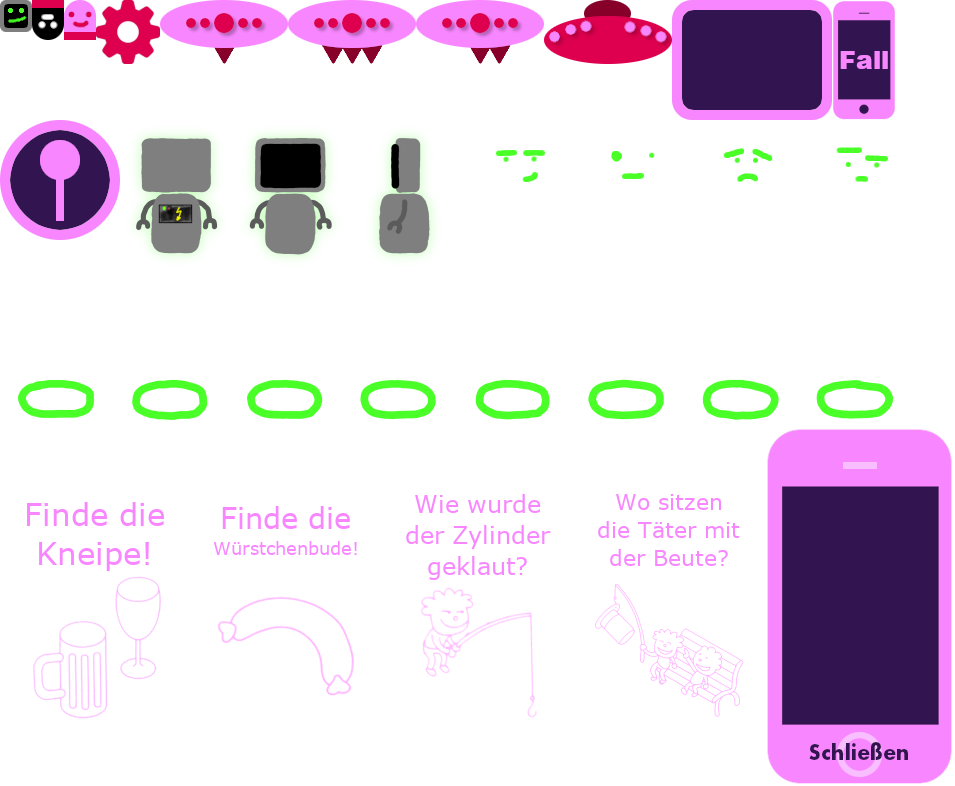 Fall
Finde die
Kneipe!
Finde die
Würstchenbude!
Wie wurde
der Zylinder
geklaut?
Wo sitzen
die Täter mit
der Beute?
Schließen